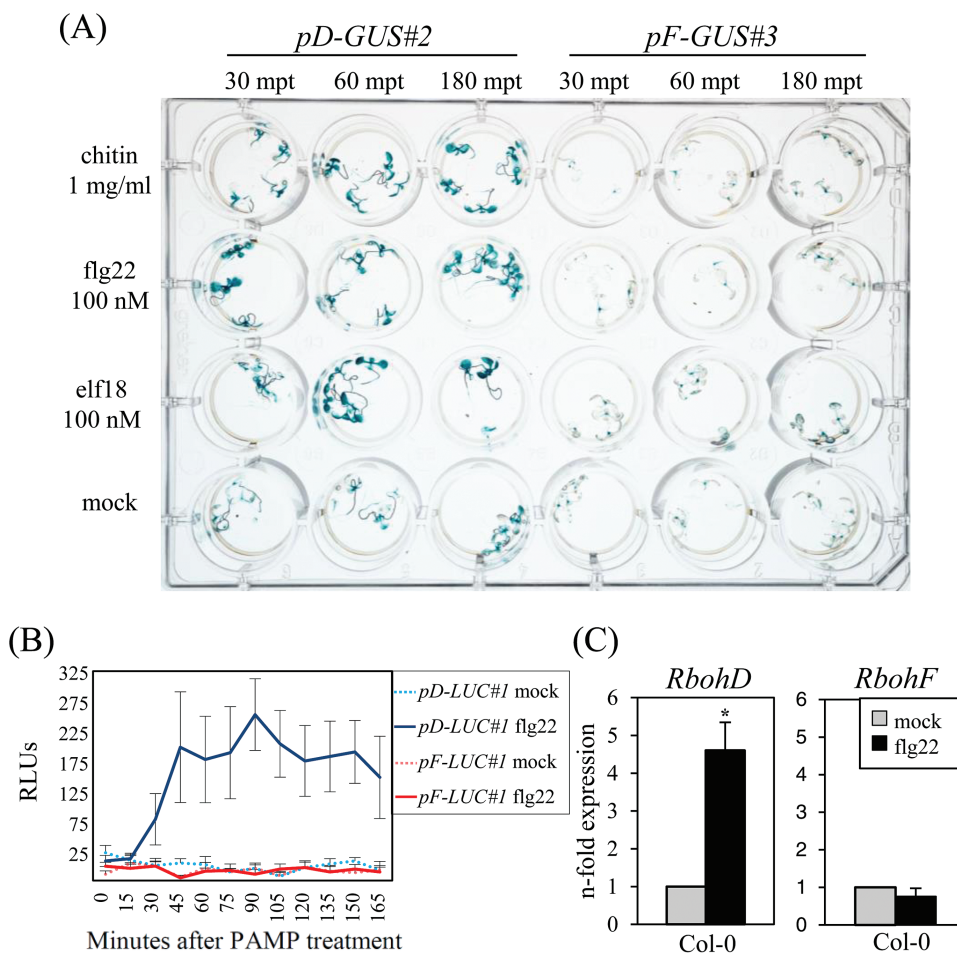 (A)
pD-GUS#2 pF-GUS#3
30 mpt 60 mpt 180 mpt 30 mpt 60 mpt 180 mpt
chitin
1 mg/ml
flg22
100 nM
elf18
100 nM
mock
(B)
325
275
225
175
125
75
25
RLUs
0 15 30 45 60 75 90 105 120 135 150 165
Minutes after PAMP treatment
pD-LUC#1 mock
pD-LUC#1 flg22
pF-LUC#1 mock
pF-LUC#1 flg22
(C)
RbohD RbohF
n-fold expression
6
5
4
3
2
1
0
*
Col-0
6
5
4
3
2
1
0
mock
flg22
Col-0